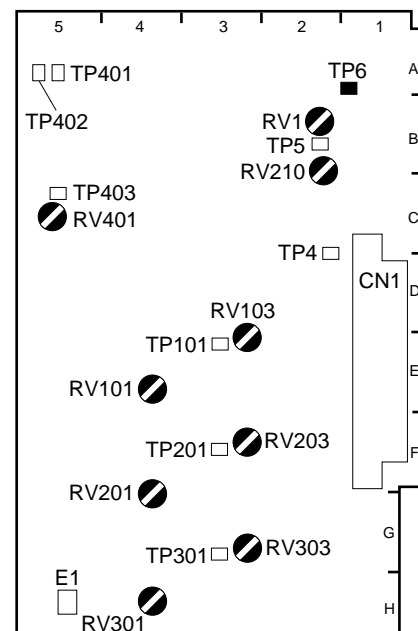 5 4 3 2 1
A
TP401
TP6
TP402
RV1
B
TP5
RV210
TP403
RV401
C
TP4
CN1
D
RV103
TP101
E
RV101
RV203
F
TP201
RV201
G
TP301
RV303
E1
RV301
H